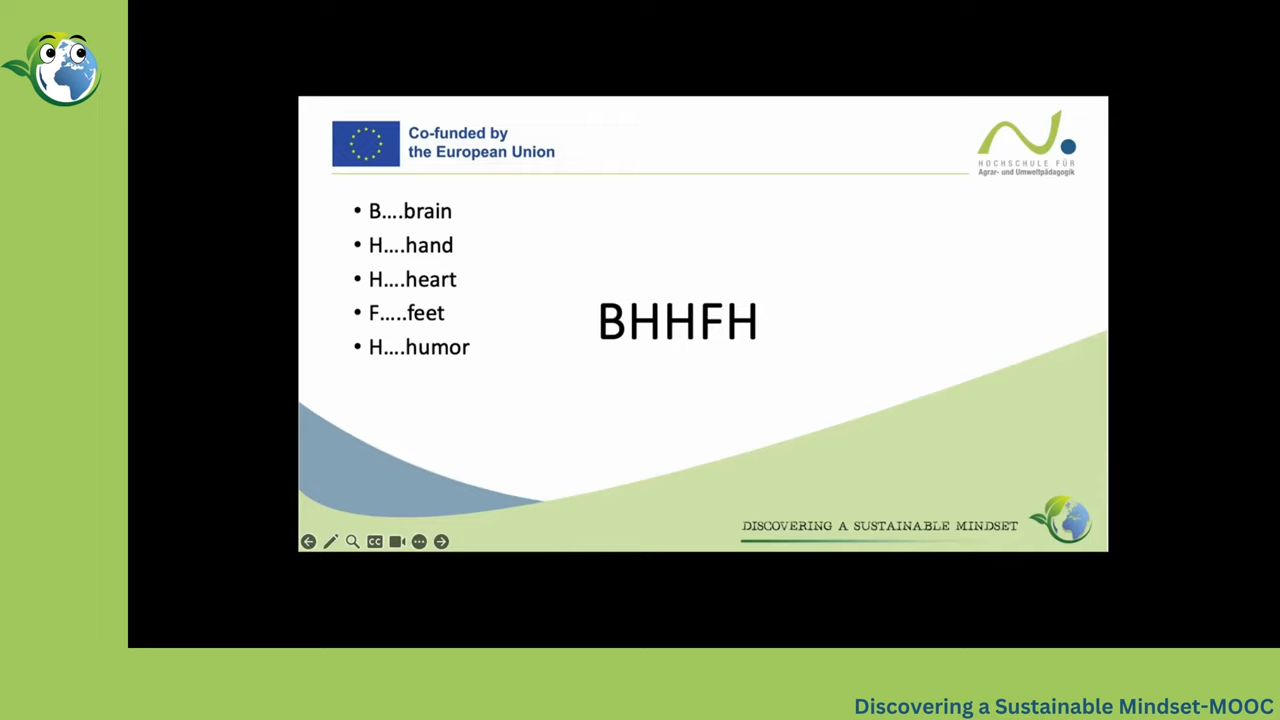 Co-funded by
the European Union
HOCHSCHULE FÜR
Agrar- und Umweltpädagogik
• B....brain
• H....hand
• H....heart
• F.....feet
• H....humor
BHHFH
DISCOVERING A SUSTAINABLE MINDSET
CC
Discovering a Sustainable Mindset-MOOC